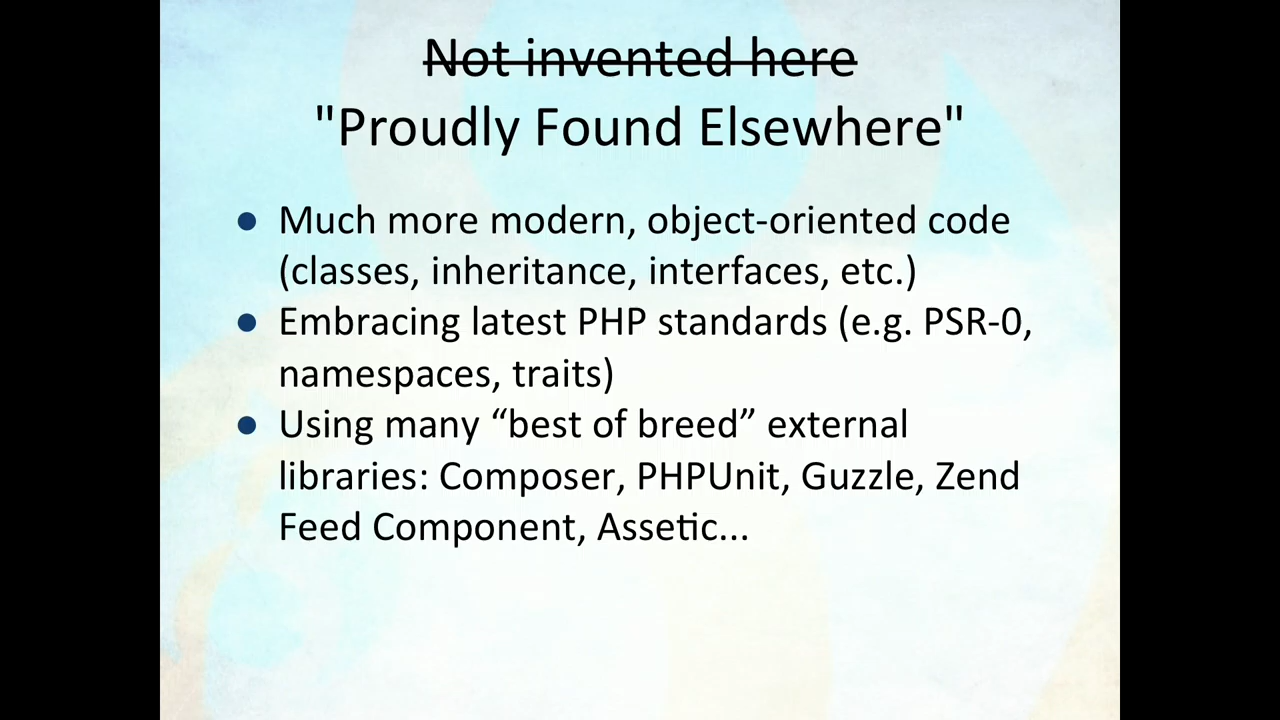 Not invented here
"Proudly Found Elsewhere"
● Much more modern, object-oriented code
(classes, inheritance, interfaces, etc.)
● Embracing latest PHP standards (e.g. PSR-0,
namespaces, traits)
● Using many “best of breed” external
libraries: Composer, PHPUnit, Guzzle, Zend
Feed Component, Assetic...